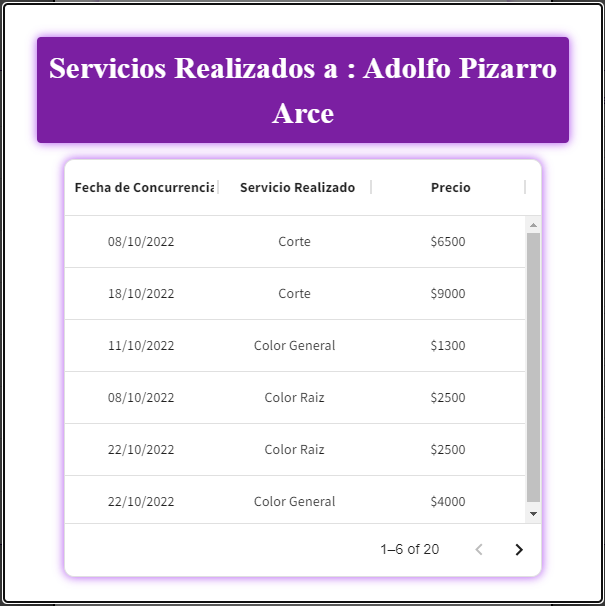 Servicios Realizados a : Adolfo Pizarro
Arce
Fecha de Concurrencia Servicio Realizado Precio
08/10/2022 Corte $6500
18/10/2022 Corte $9000
11/10/2022 Color General $1300
08/10/2022 Color Raiz $2500
22/10/2022 Color Raiz $2500
22/10/2022 Color General $4000
1–6 of 20